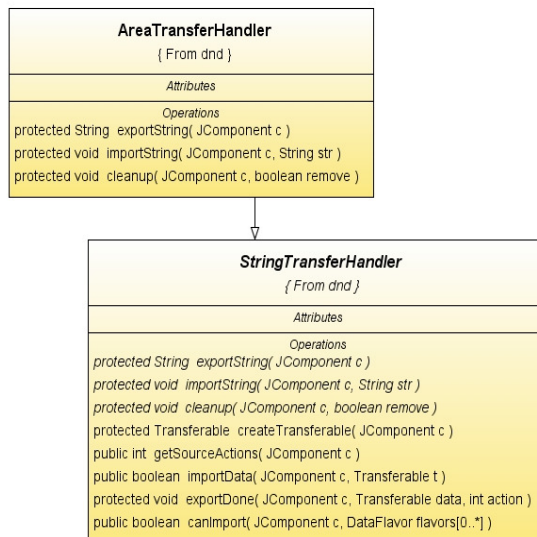 AreaTransferHandler
{ From dnd }
Attributes
Operations
protected String exportString( JComponent c )
protected void importString( JComponent c, String str )
protected void cleanup( JComponent c, boolean remove )
StringTransferHandler
{ From dnd }
Attributes
Operations
protected String exportString( JComponent c )
protected void importString( JComponent c, String str )
protected void cleanup( JComponent c, boolean remove )
protected Transferable createTransferable( JComponent c )
public int getSourceActions( JComponent c )
public boolean importData( JComponent c, Transferable t )
protected void exportDone( JComponent c, Transferable data, int action )
public boolean canImport( JComponent c, DataFlavor flavors[0..*] )